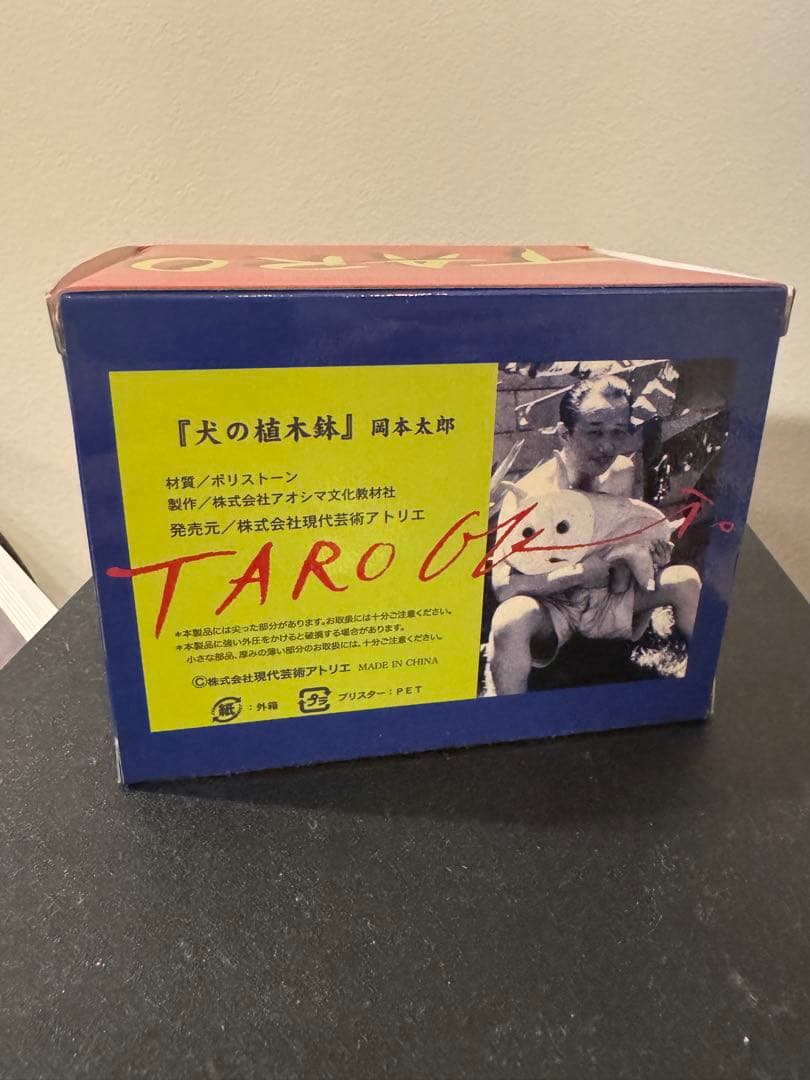 TARO
『犬の植木鉢』 岡本太郎
材質／ポリストーン
製作／株式会社アオシマ文化教材社
発売元／株式会社現代芸術アトリエ
TARO Okamoto
＊本製品には尖った部分があります。お取扱には十分ご注意ください。
＊本製品に強い外圧をかけると破損する場合があります。
小さな部品、厚みの薄い部分のお取扱には、十分ご注意ください。
©株式会社現代芸術アトリエ MADE IN CHINA
紙：外箱 プラ ブリスター：PET